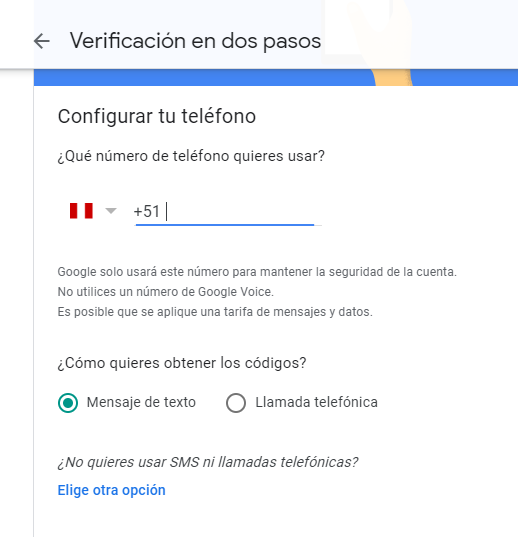 Verificación en dos pasos
Configurar tu teléfono
¿Qué número de teléfono quieres usar?
+51
Google solo usará este número para mantener la seguridad de la cuenta.
No utilices un número de Google Voice.
Es posible que se aplique una tarifa de mensajes y datos.
¿Cómo quieres obtener los códigos?
Mensaje de texto Llamada telefónica
¿No quieres usar SMS ni llamadas telefónicas?
Elige otra opción